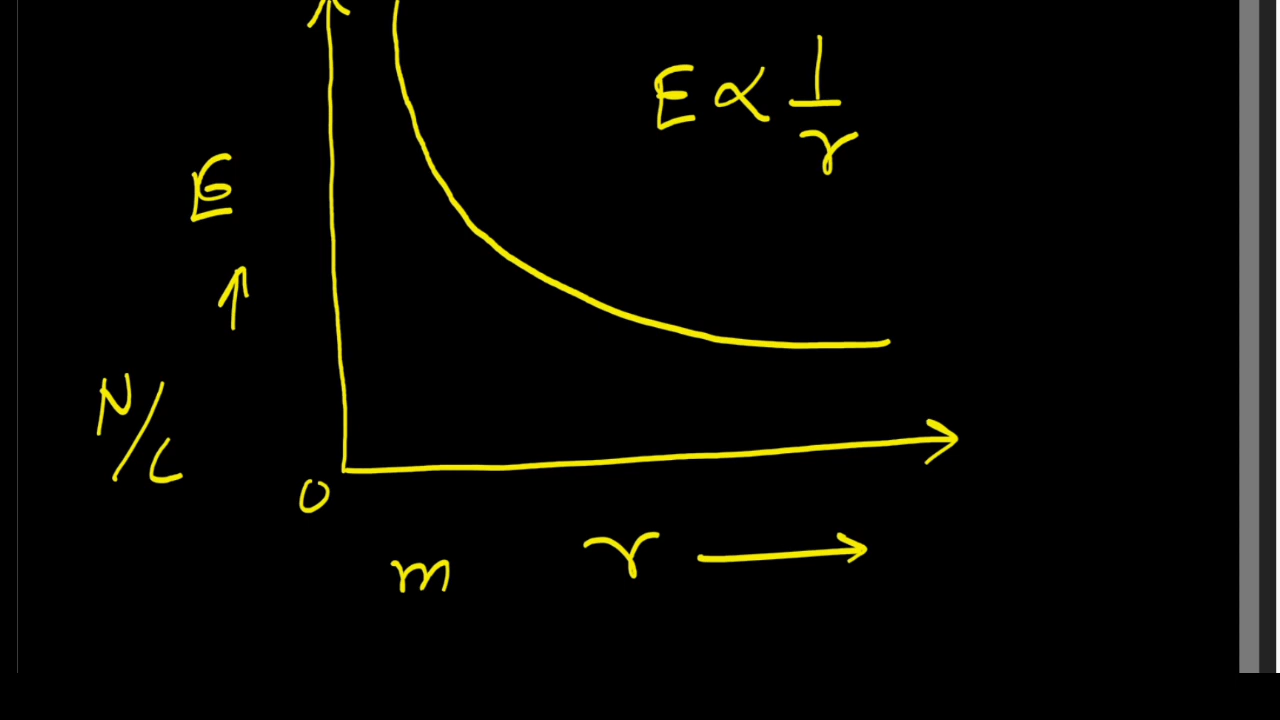 E ∝ 1/r
E
↑
N/C
0
m r →